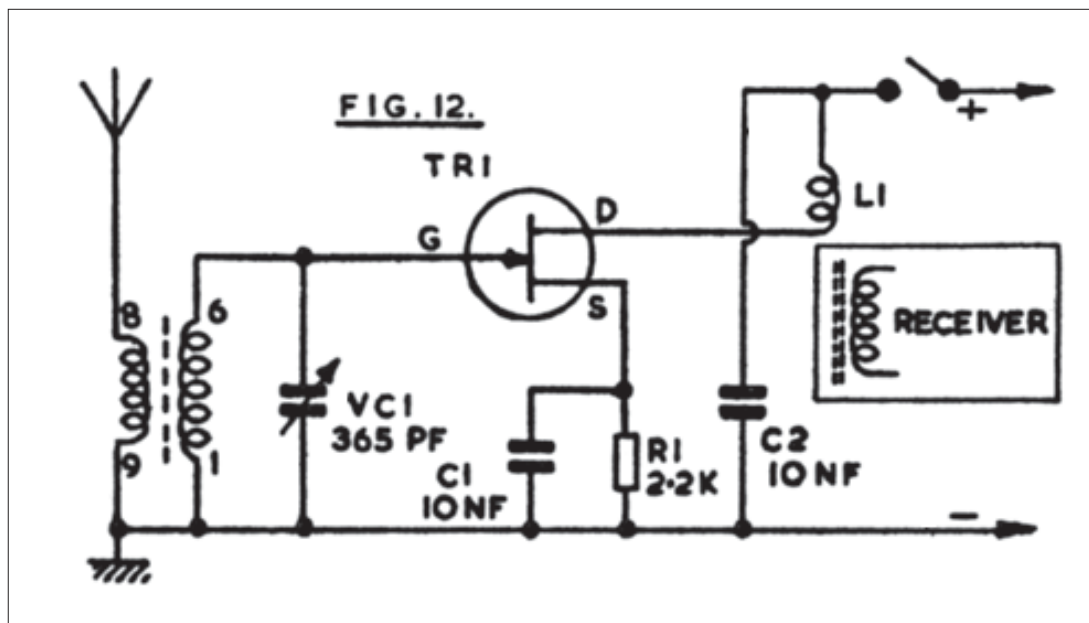 FIG. 12.
TR1
+
L1
D
G
S
8
6
RECEIVER
VC1
365 PF
9
1
C1
10NF
R1
2·2K
C2
10NF
−